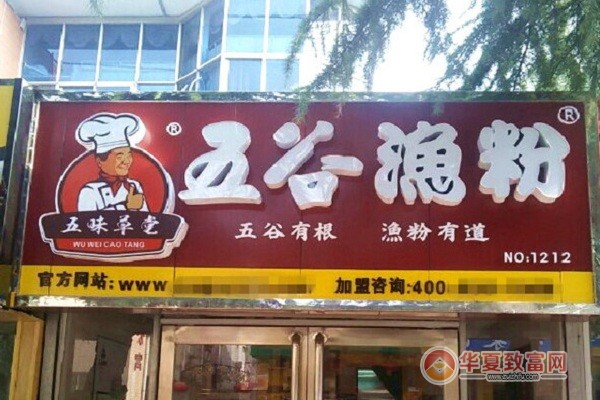 ®
五谷渔粉
®
五味草堂
WU WEI CAO TANG
五谷有根 渔粉有道
NO:1212
官方网站:www
加盟咨询:400
华夏致富网